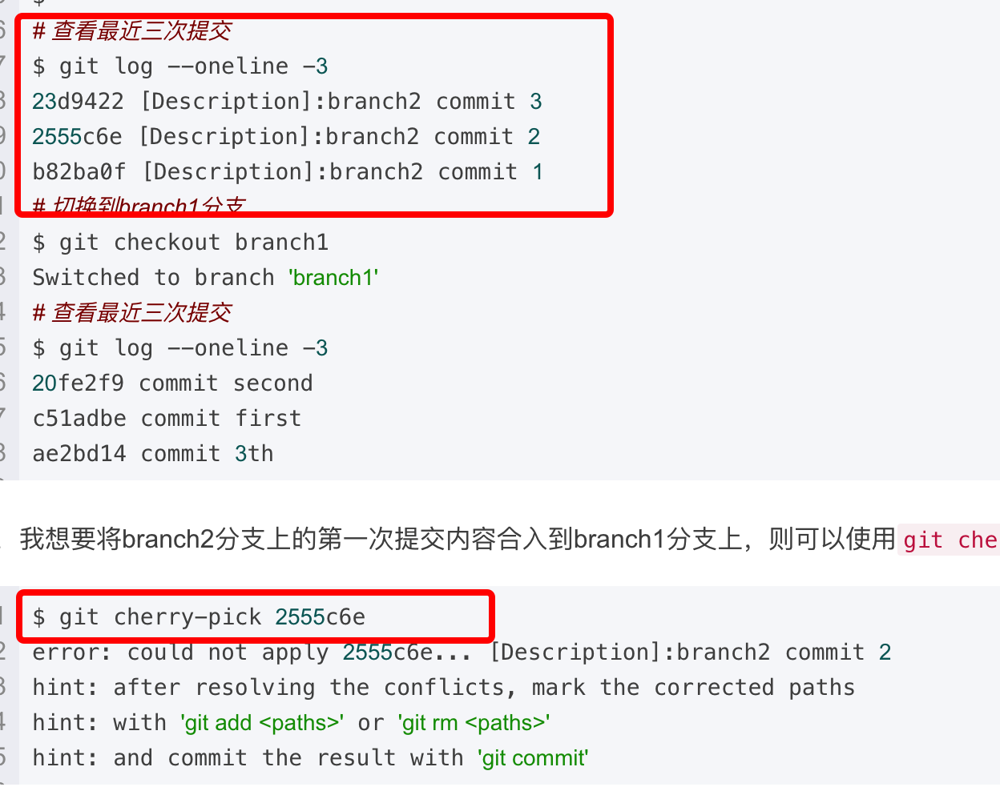 # 查看最近三次提交
$ git log --oneline -3
23d9422 [Description]:branch2 commit 3
2555c6e [Description]:branch2 commit 2
b82ba0f [Description]:branch2 commit 1
# 切换到branch1分支
$ git checkout branch1
Switched to branch 'branch1'
# 查看最近三次提交
$ git log --oneline -3
20fe2f9 commit second
c51adbe commit first
ae2bd14 commit 3th
我想要将branch2分支上的第一次提交内容合入到branch1分支上，则可以使用git che
$ git cherry-pick 2555c6e
error: could not apply 2555c6e... [Description]:branch2 commit 2
hint: after resolving the conflicts, mark the corrected paths
hint: with 'git add <paths>' or 'git rm <paths>'
hint: and commit the result with 'git commit'